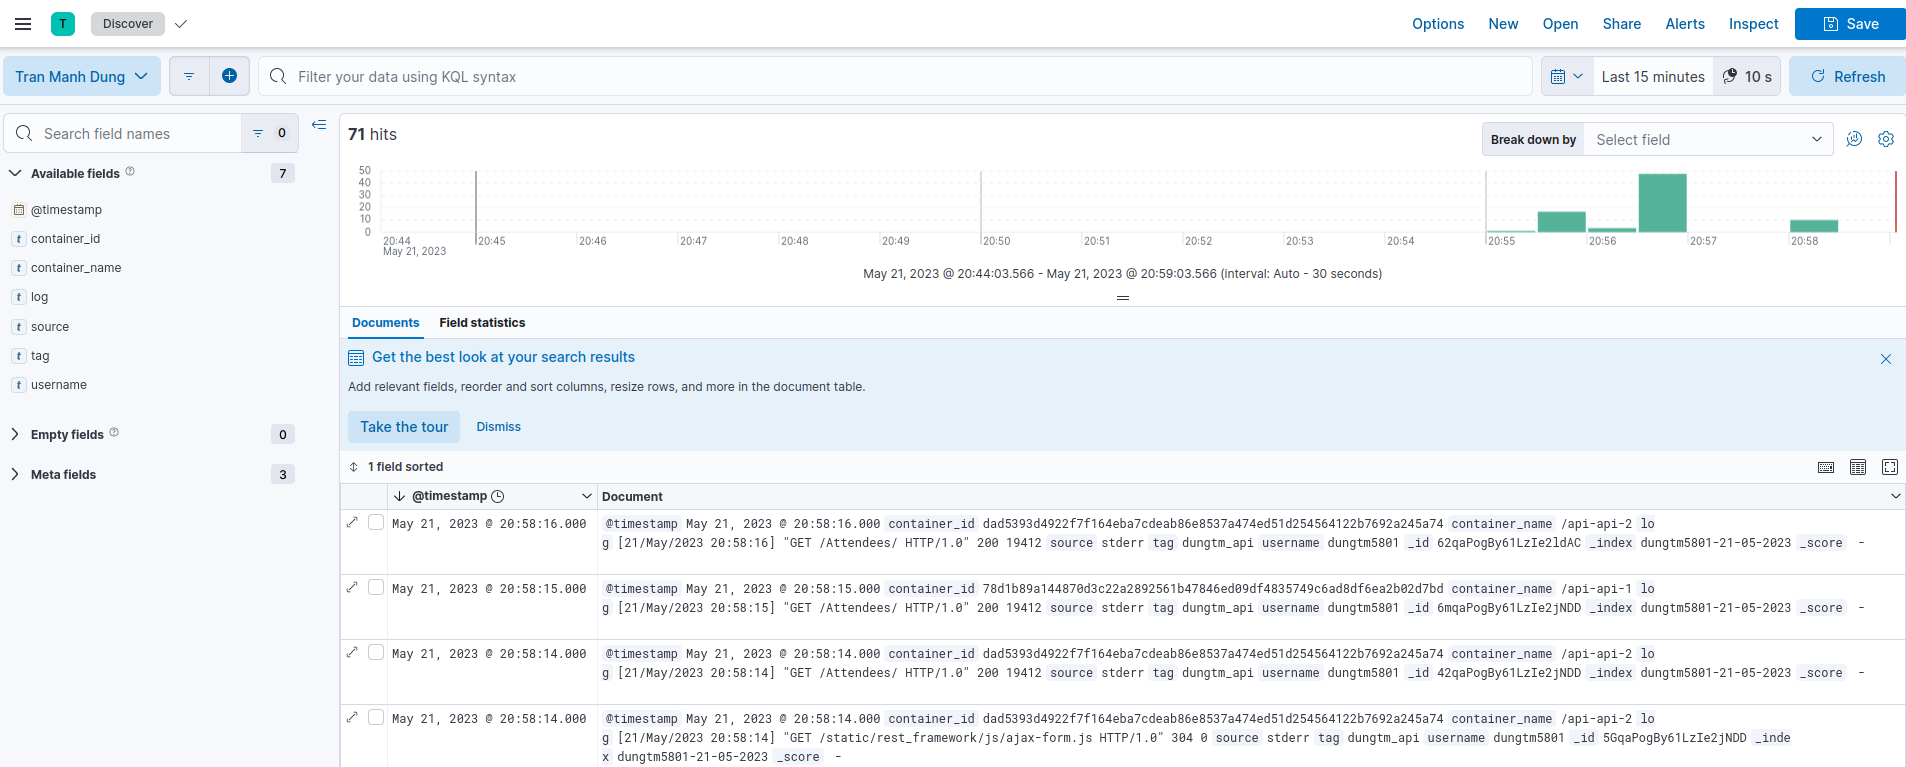 T Discover Options New Open Share Alerts Inspect Save
Tran Manh Dung Filter your data using KQL syntax Last 15 minutes 10 s Refresh
Search field names 0
71 hits
Break down by Select field
Available fields 7
@timestamp
t container_id
t container_name
t log
t source
t tag
t username
Empty fields 0
Meta fields 3
50
40
30
20
10
0
20:44 20:45 20:46 20:47 20:48 20:49 20:50 20:51 20:52 20:53 20:54 20:55 20:56 20:57 20:58
May 21, 2023
May 21, 2023 @ 20:44:03.566 - May 21, 2023 @ 20:59:03.566 (interval: Auto - 30 seconds)
Documents Field statistics
Get the best look at your search results
Add relevant fields, reorder and sort columns, resize rows, and more in the document table.
Take the tour Dismiss
1 field sorted
@timestamp Document
May 21, 2023 @ 20:58:16.000 @timestamp May 21, 2023 @ 20:58:16.000 container_id dad5393d4922f7f164eba7cdeab86e8537a474ed51d254564122b7692a245a74 container_name /api-api-2 lo
g [21/May/2023 20:58:16] "GET /Attendees/ HTTP/1.0" 200 19412 source stderr tag dungtm_api username dungtm5801 _id 62qaPogBy61LzIe2ldAC _index dungtm5801-21-05-2023 _score -
May 21, 2023 @ 20:58:15.000 @timestamp May 21, 2023 @ 20:58:15.000 container_id 78d1b89a144870d3c22a2892561b47846ed09df4835749c6ad8df6ea2b02d7bd container_name /api-api-1 lo
g [21/May/2023 20:58:15] "GET /Attendees/ HTTP/1.0" 200 19412 source stderr tag dungtm_api username dungtm5801 _id 6mqaPogBy61LzIe2jNDD _index dungtm5801-21-05-2023 _score -
May 21, 2023 @ 20:58:14.000 @timestamp May 21, 2023 @ 20:58:14.000 container_id dad5393d4922f7f164eba7cdeab86e8537a474ed51d254564122b7692a245a74 container_name /api-api-2 lo
g [21/May/2023 20:58:14] "GET /Attendees/ HTTP/1.0" 200 19412 source stderr tag dungtm_api username dungtm5801 _id 42qaPogBy61LzIe2jNDD _index dungtm5801-21-05-2023 _score -
May 21, 2023 @ 20:58:14.000 @timestamp May 21, 2023 @ 20:58:14.000 container_id dad5393d4922f7f164eba7cdeab86e8537a474ed51d254564122b7692a245a74 container_name /api-api-2 lo
g [21/May/2023 20:58:14] "GET /static/rest_framework/js/ajax-form.js HTTP/1.0" 304 0 source stderr tag dungtm_api username dungtm5801 _id 5GqaPogBy61LzIe2jNDD _inde
x dungtm5801-21-05-2023 _score -